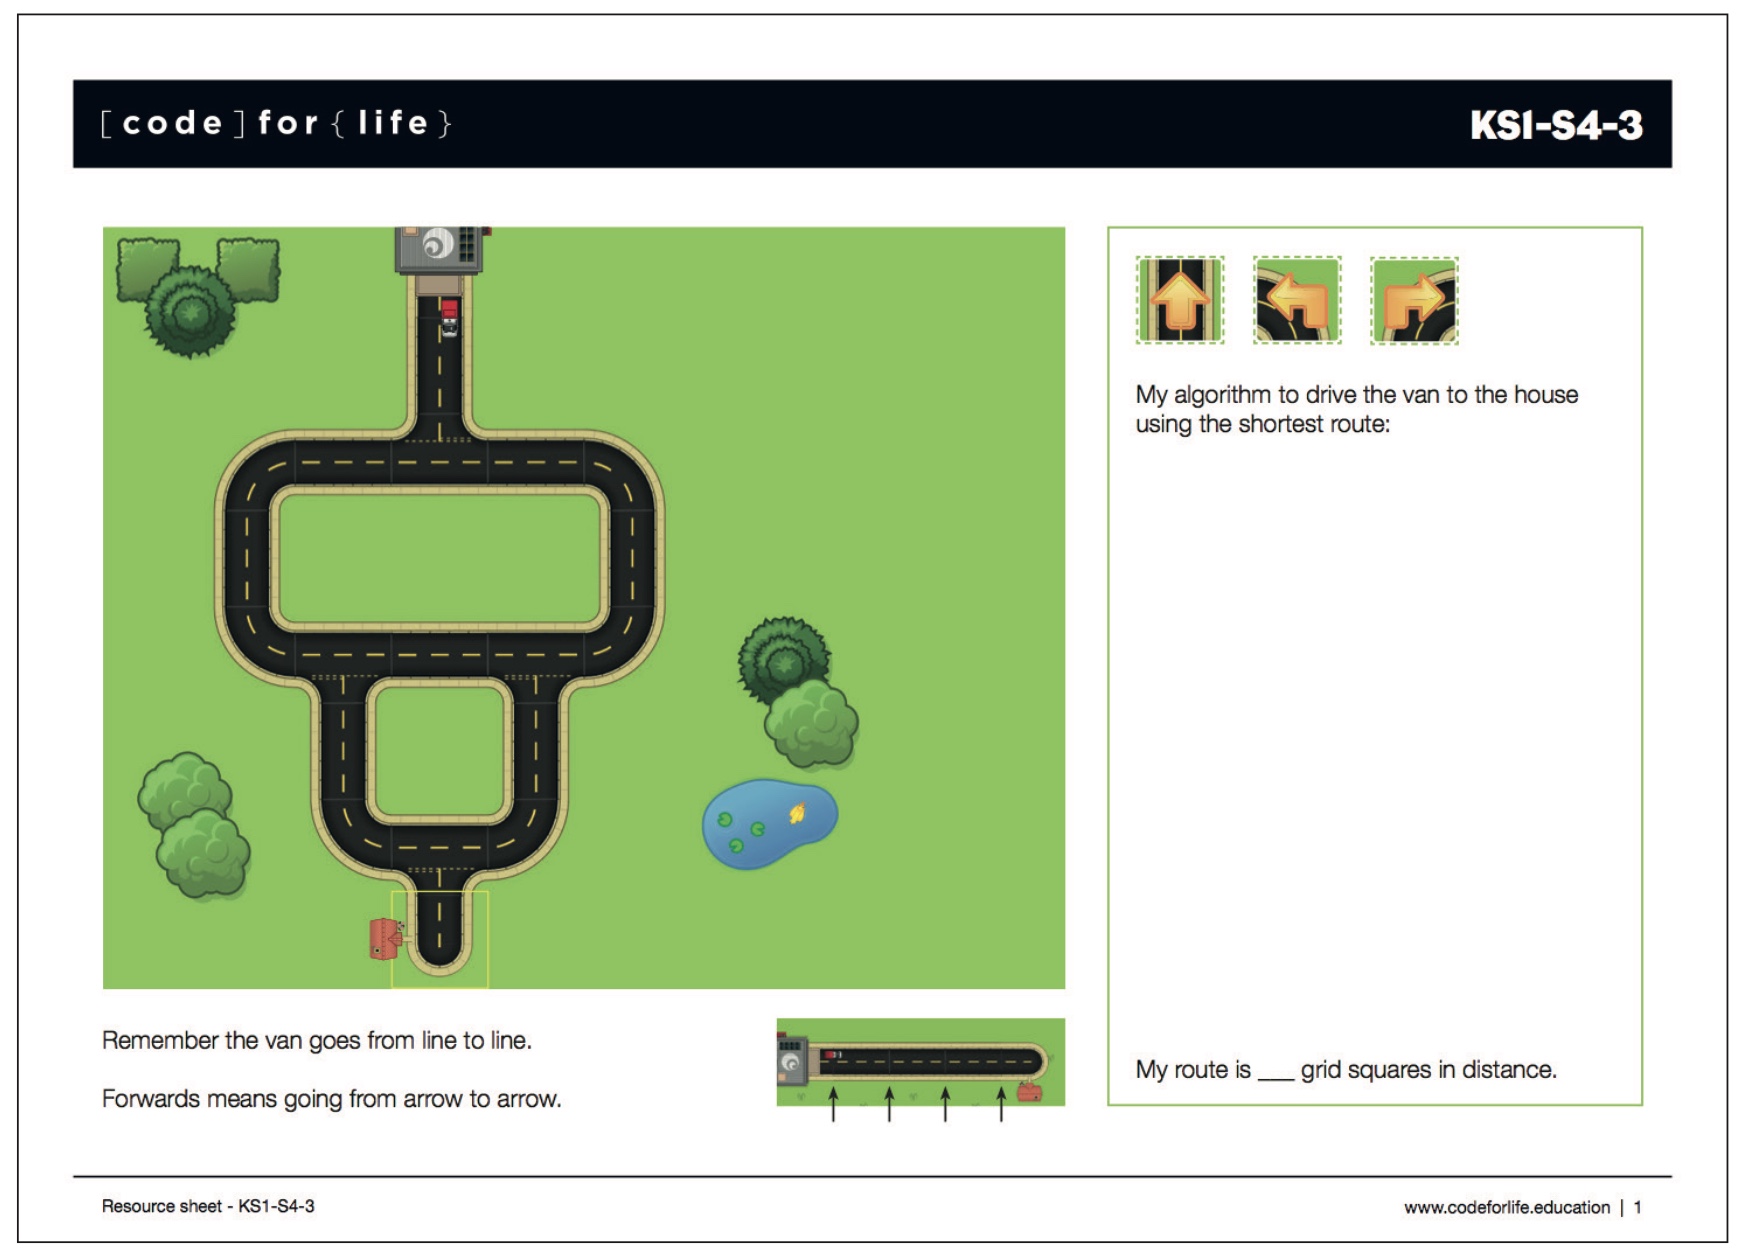 [ code ] for { life }
KS1-S4-3
My algorithm to drive the van to the house
using the shortest route:
My route is ___ grid squares in distance.
Remember the van goes from line to line.
Forwards means going from arrow to arrow.
Resource sheet - KS1-S4-3
www.codeforlife.education | 1